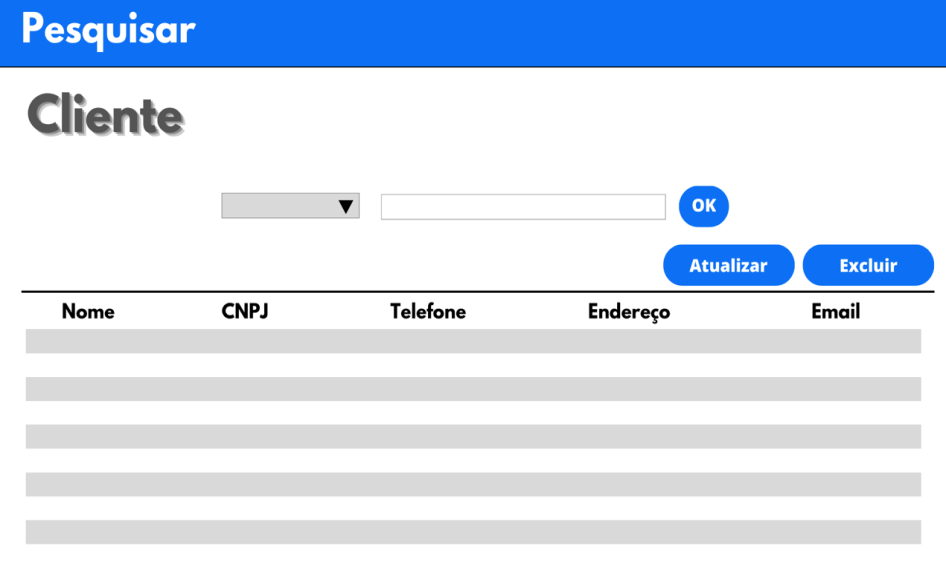 Pesquisar
Cliente
OK
Atualizar Excluir
Nome CNPJ Telefone Endereço Email